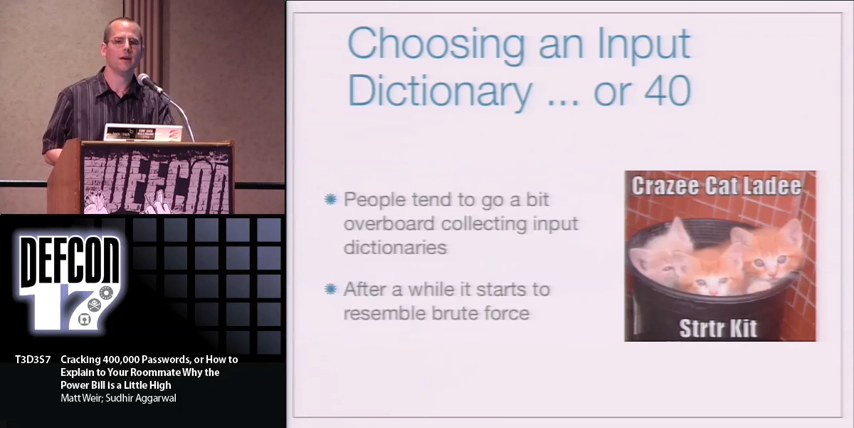 Choosing an Input
Dictionary ... or 40
People tend to go a bit
overboard collecting input
dictionaries
After a while it starts to
resemble brute force
Crazee Cat Ladee
Strtr Kit
DEFCON
DEFCON
17
T3D3S7 Cracking 400,000 Passwords, or How to
Explain to Your Roommate Why the
Power Bill is a Little High
Matt Weir; Sudhir Aggarwal